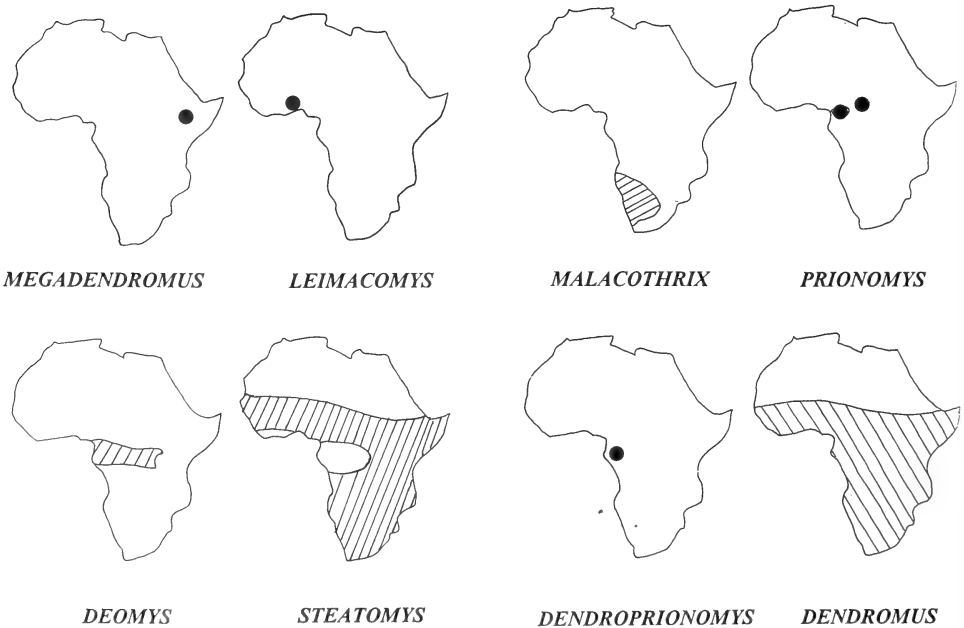 MEGADENDROMUS LEIMACOMYS MALACOTHRIX PRIONOMYS
DEOMYS STEATOMYS DENDROPRIONOMYS DENDROMUS